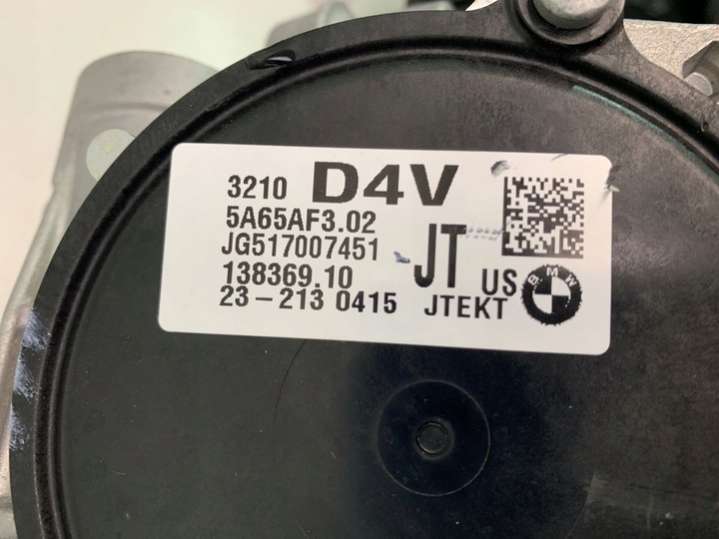 3210 D4V
5A65AF3.02
JG517007451
138369.10 JT US BMW
23-213 0415 JTEKT